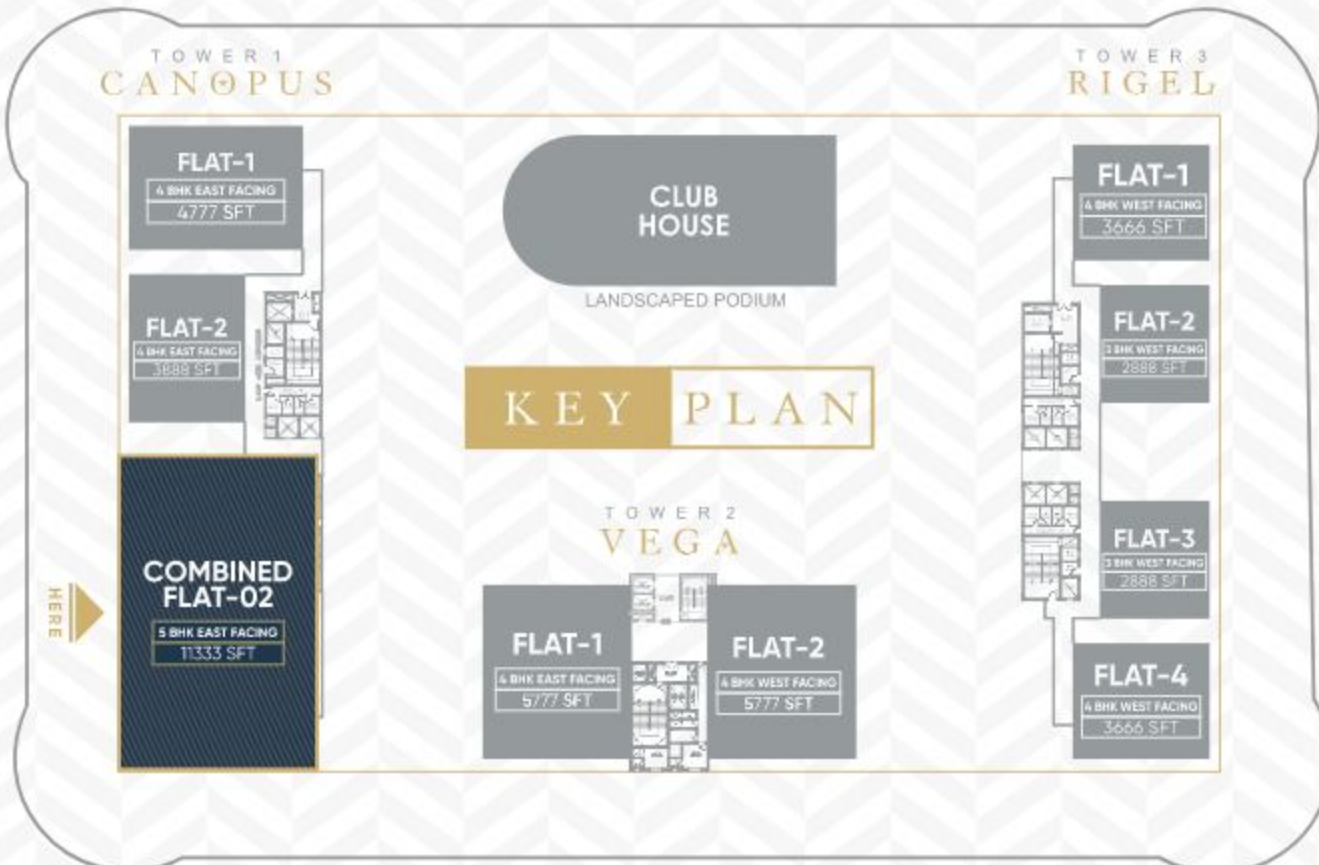 TOWER 1
CANOPUS
FLAT-1
4 BHK EAST FACING
4777 SFT
FLAT-2
4 BHK EAST FACING
3888 SFT
COMBINED
FLAT-02
5 BHK EAST FACING
11333 SFT
HERE
CLUB
HOUSE
LANDSCAPED PODIUM
KEY PLAN
TOWER 2
VEGA
FLAT-1
4 BHK EAST FACING
5777 SFT
FLAT-2
4 BHK WEST FACING
5777 SFT
TOWER 3
RIGEL
FLAT-1
4 BHK WEST FACING
3666 SFT
FLAT-2
3 BHK WEST FACING
2888 SFT
FLAT-3
3 BHK WEST FACING
2888 SFT
FLAT-4
4 BHK WEST FACING
3666 SFT